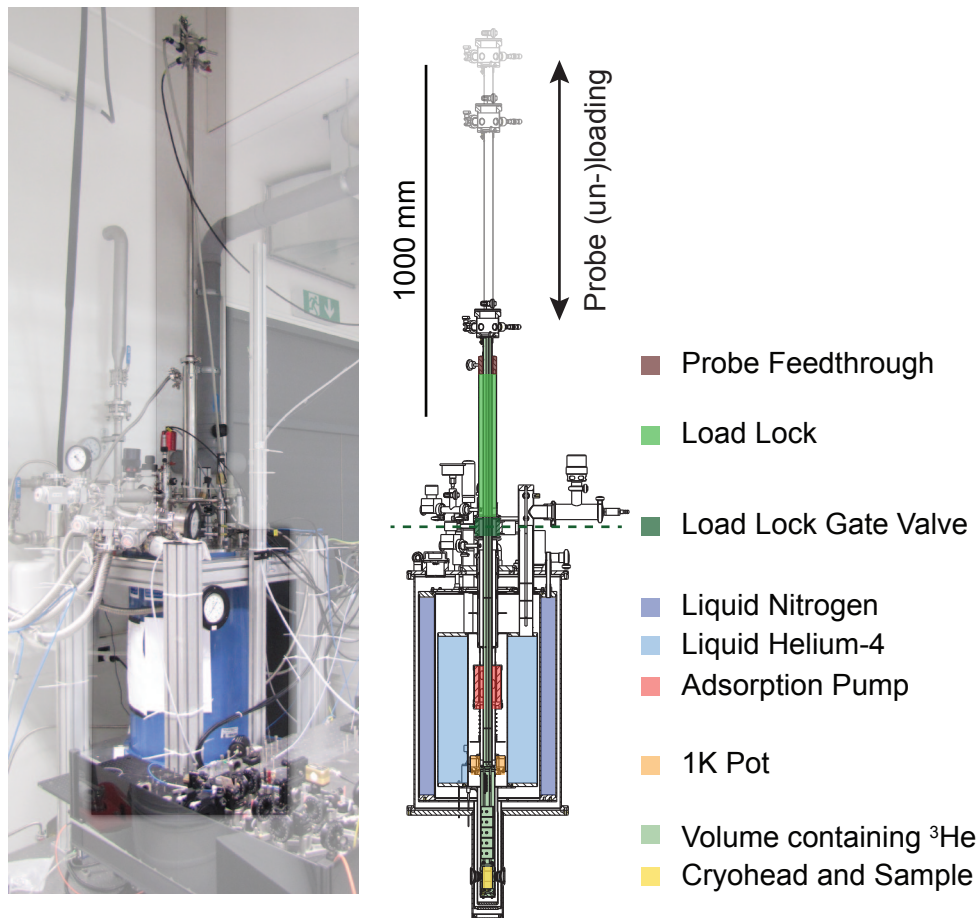 1000 mm
Probe (un-)loading
Probe Feedthrough
Load Lock
Load Lock Gate Valve
Liquid Nitrogen
Liquid Helium-4
Adsorption Pump
1K Pot
Volume containing ³He
Cryohead and Sample